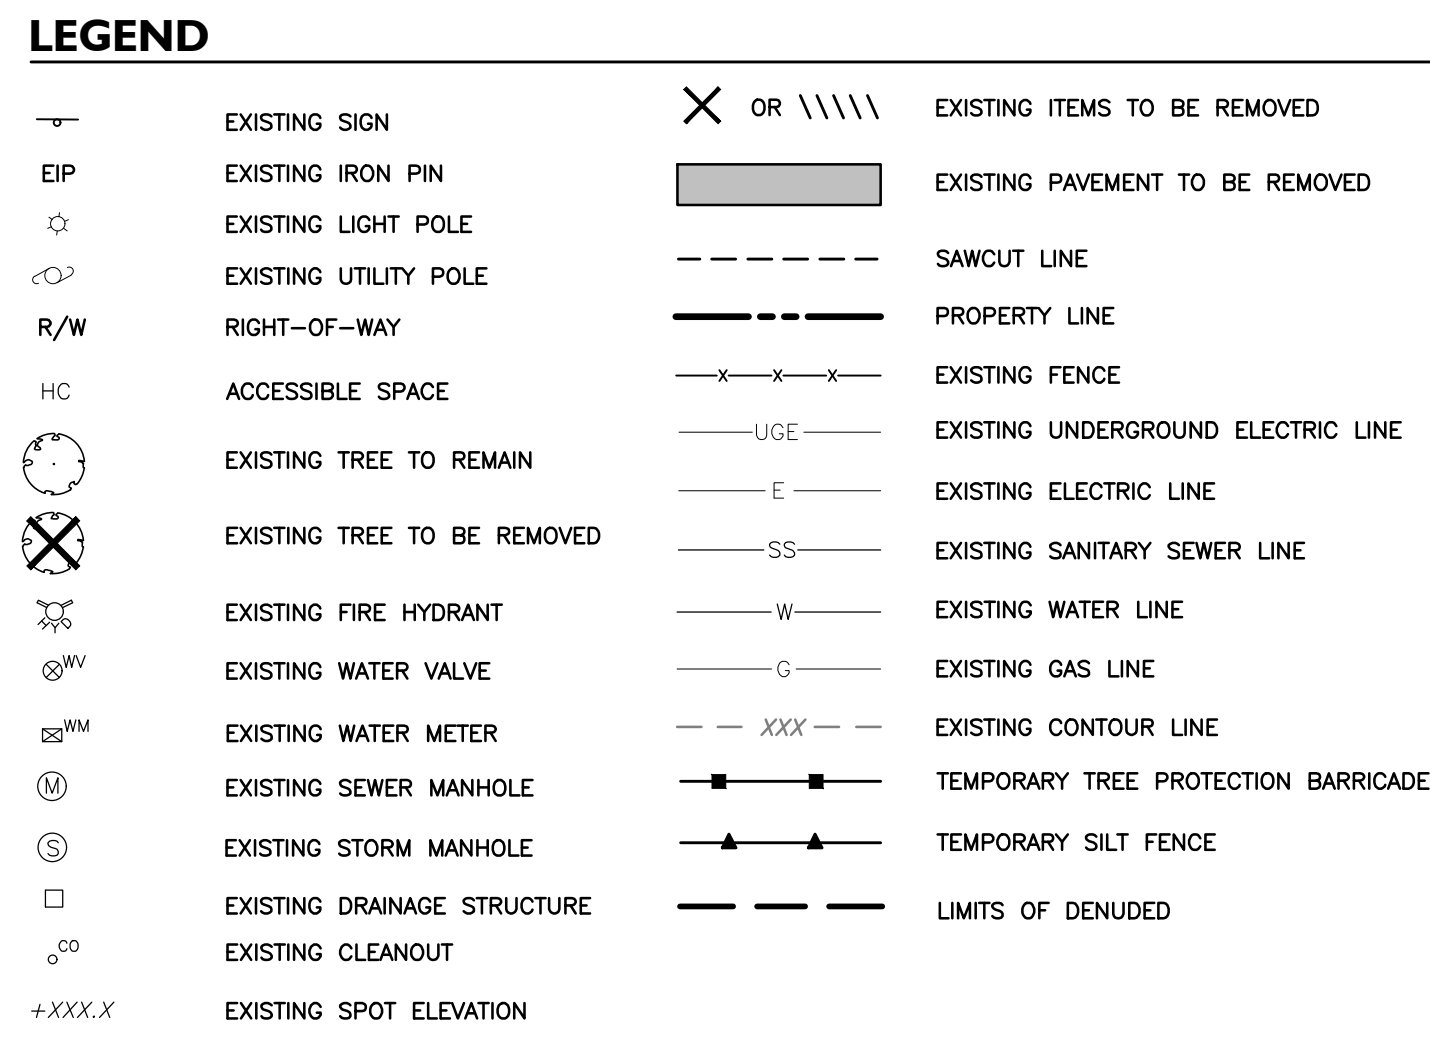 LEGEND
EXISTING SIGN
EIP EXISTING IRON PIN
EXISTING LIGHT POLE
EXISTING UTILITY POLE
R/W RIGHT-OF-WAY
HC ACCESSIBLE SPACE
EXISTING TREE TO REMAIN
EXISTING TREE TO BE REMOVED
EXISTING FIRE HYDRANT
WV EXISTING WATER VALVE
WM EXISTING WATER METER
M EXISTING SEWER MANHOLE
S EXISTING STORM MANHOLE
EXISTING DRAINAGE STRUCTURE
CO EXISTING CLEANOUT
+XXX.X EXISTING SPOT ELEVATION
OR EXISTING ITEMS TO BE REMOVED
EXISTING PAVEMENT TO BE REMOVED
SAWCUT LINE
PROPERTY LINE
x x x EXISTING FENCE
UGE EXISTING UNDERGROUND ELECTRIC LINE
E EXISTING ELECTRIC LINE
SS EXISTING SANITARY SEWER LINE
W EXISTING WATER LINE
G EXISTING GAS LINE
XXX EXISTING CONTOUR LINE
TEMPORARY TREE PROTECTION BARRICADE
TEMPORARY SILT FENCE
LIMITS OF DENUDED